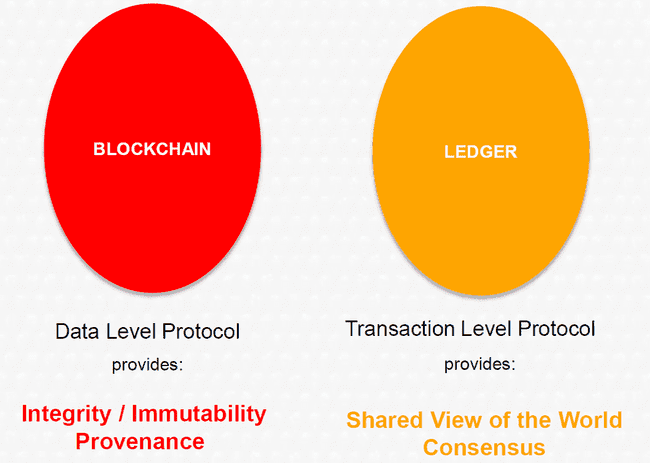 BLOCKCHAIN
LEDGER
Data Level Protocol
provides:
Integrity / Immutability
Provenance
Transaction Level Protocol
provides:
Shared View of the World
Consensus